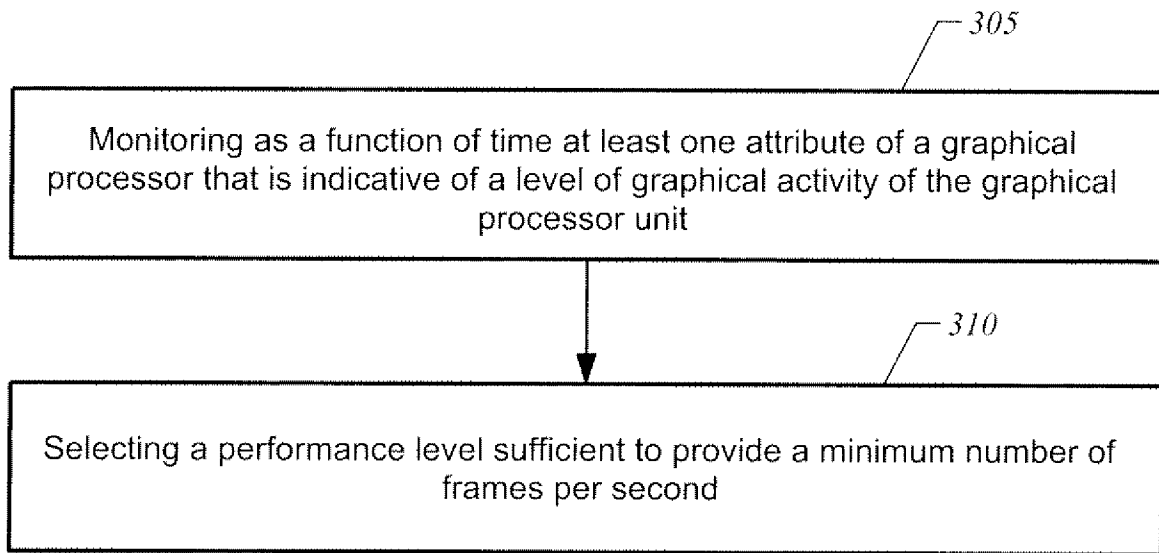 305
Monitoring as a function of time at least one attribute of a graphical
processor that is indicative of a level of graphical activity of the graphical
processor unit
310
Selecting a performance level sufficient to provide a minimum number of
frames per second